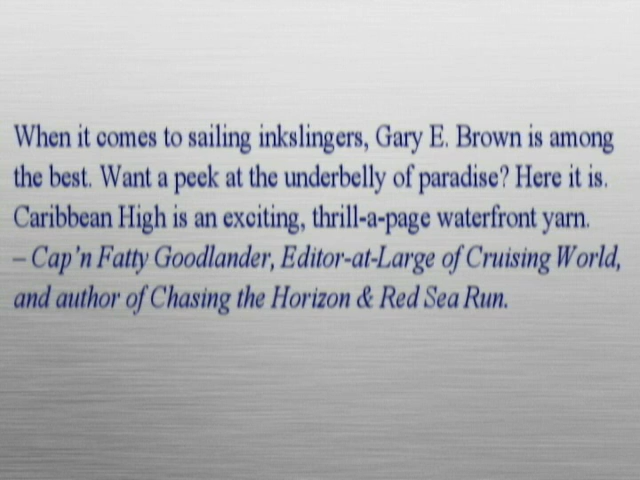 When it comes to sailing inkslingers, Gary E. Brown is among
the best. Want a peek at the underbelly of paradise? Here it is.
Caribbean High is an exciting, thrill-a-page waterfront yarn.
– Cap'n Fatty Goodlander, Editor-at-Large of Cruising World,
and author of Chasing the Horizon & Red Sea Run.